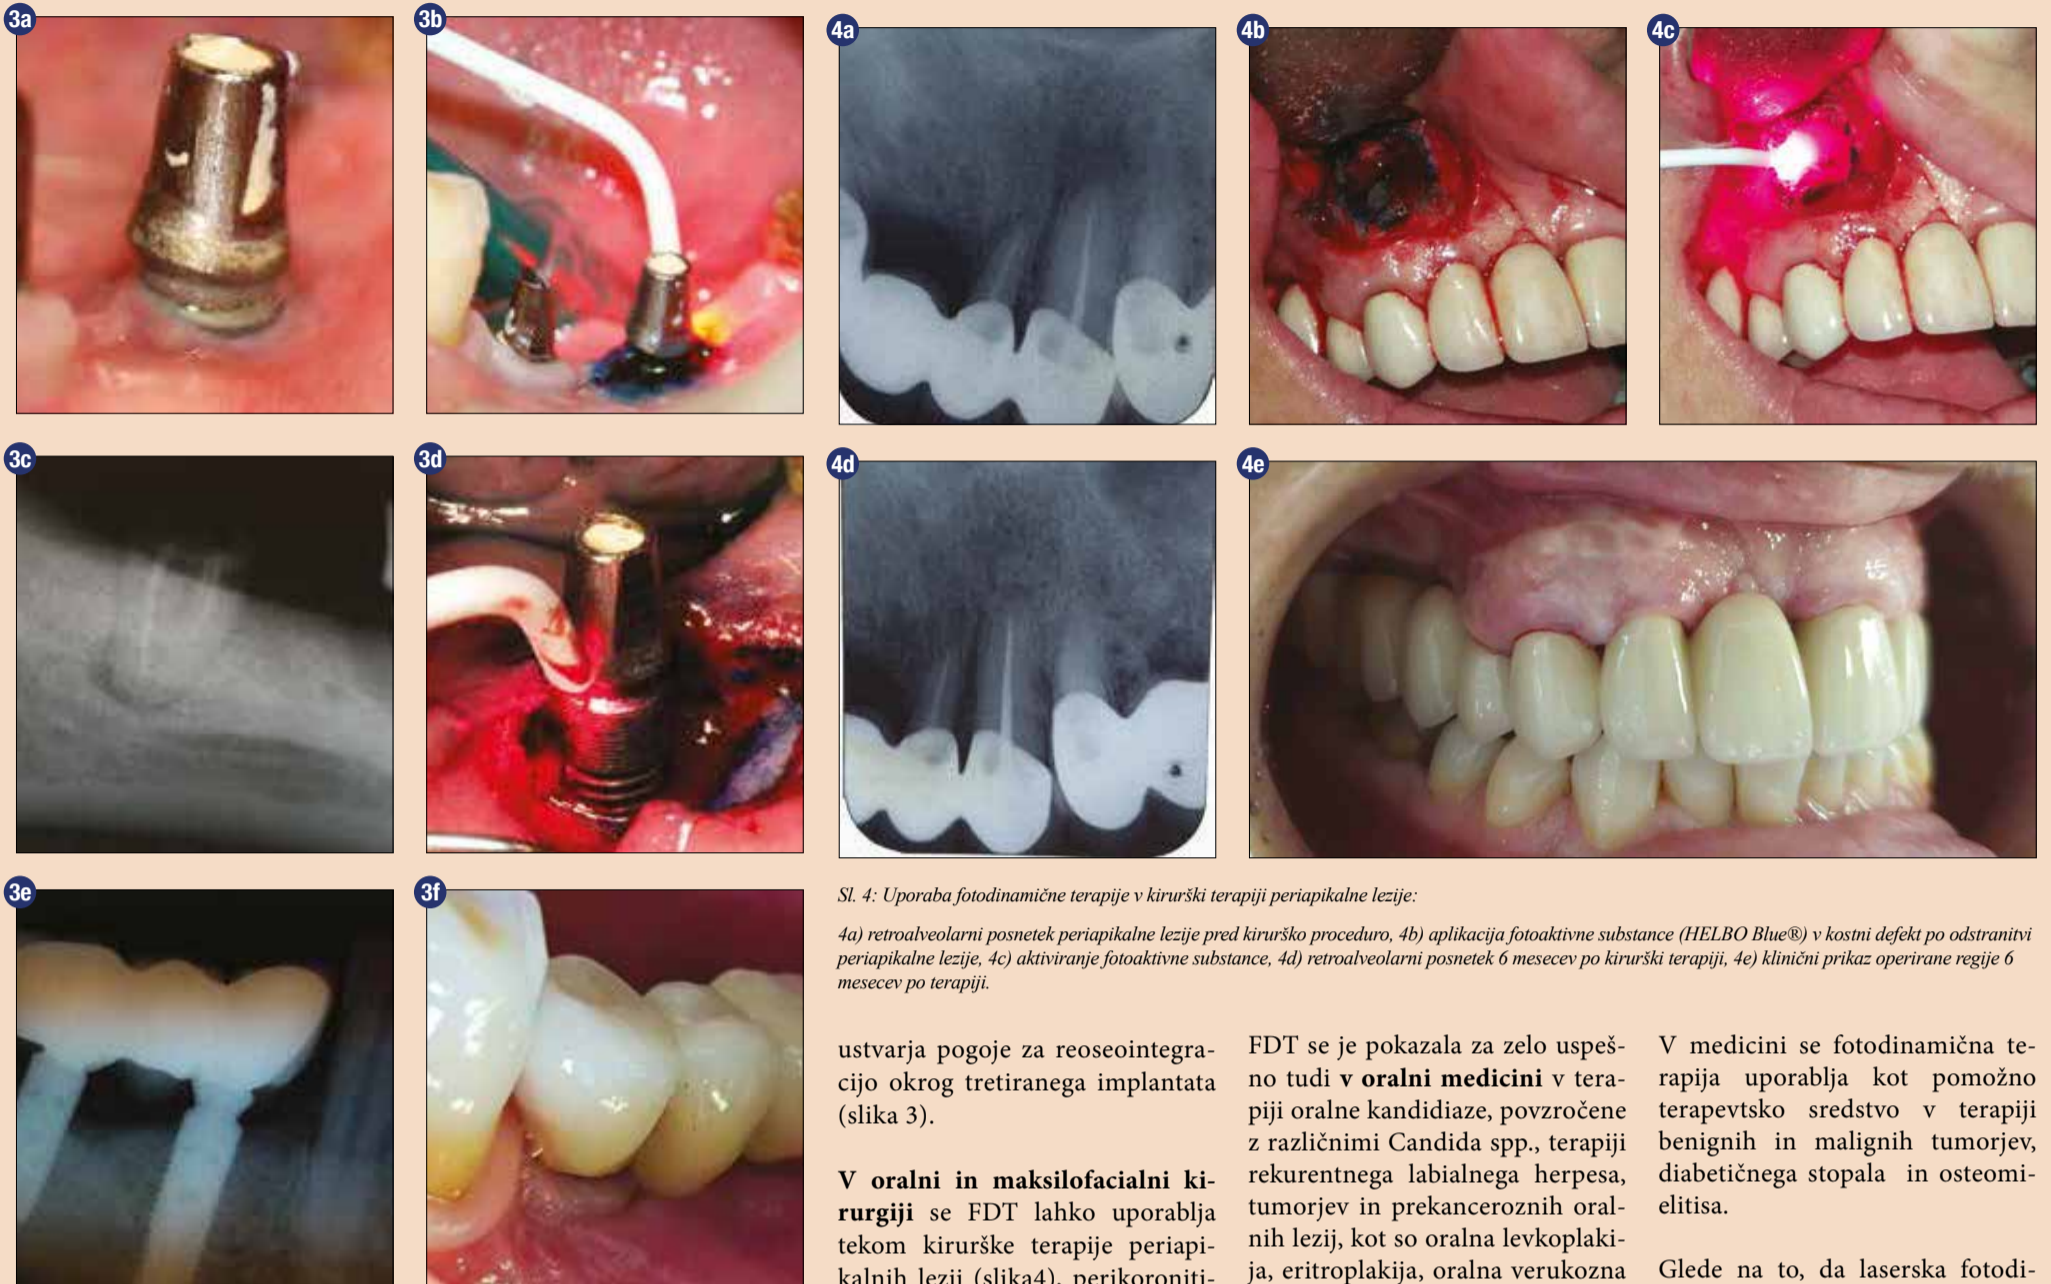 3a
3b
4a
4b
4c
3c
3d
4d
4e
3e
3f
Sl. 4: Uporaba fotodinamične terapije v kirurški terapiji periapikalne lezije:
4a) retroalveolarni posnetek periapikalne lezije pred kirurško proceduro, 4b) aplikacija fotoaktivne substance (HELBO Blue®) v kostni defekt po odstranitvi
periapikalne lezije, 4c) aktiviranje fotoaktivne substance, 4d) retroalveolarni posnetek 6 mesecev po kirurški terapiji, 4e) klinični prikaz operirane regije 6
mesecev po terapiji.
ustvarja pogoje za reoseointegra-
cijo okrog tretiranega implantata
(slika 3).
V oralni in maksilofacialni ki-
rurgiji se FDT lahko uporablja
tekom kirurške terapije periapi-
kalnih lezij (slika4), perikoroniti-
FDT se je pokazala za zelo uspeš-
no tudi v oralni medicini v tera-
piji oralne kandidiaze, povzročene
z različnimi Candida spp., terapiji
rekurentnega labialnega herpesa,
tumorjev in prekanceroznih oral-
nih lezij, kot so oralna levkoplaki-
ja, eritroplakija, oralna verukozna
V medicini se fotodinamična te-
rapija uporablja kot pomožno
terapevtsko sredstvo v terapiji
benignih in malignih tumorjev,
diabetičnega stopala in osteomi-
elitisa.
Glede na to, da laserska fotodi-